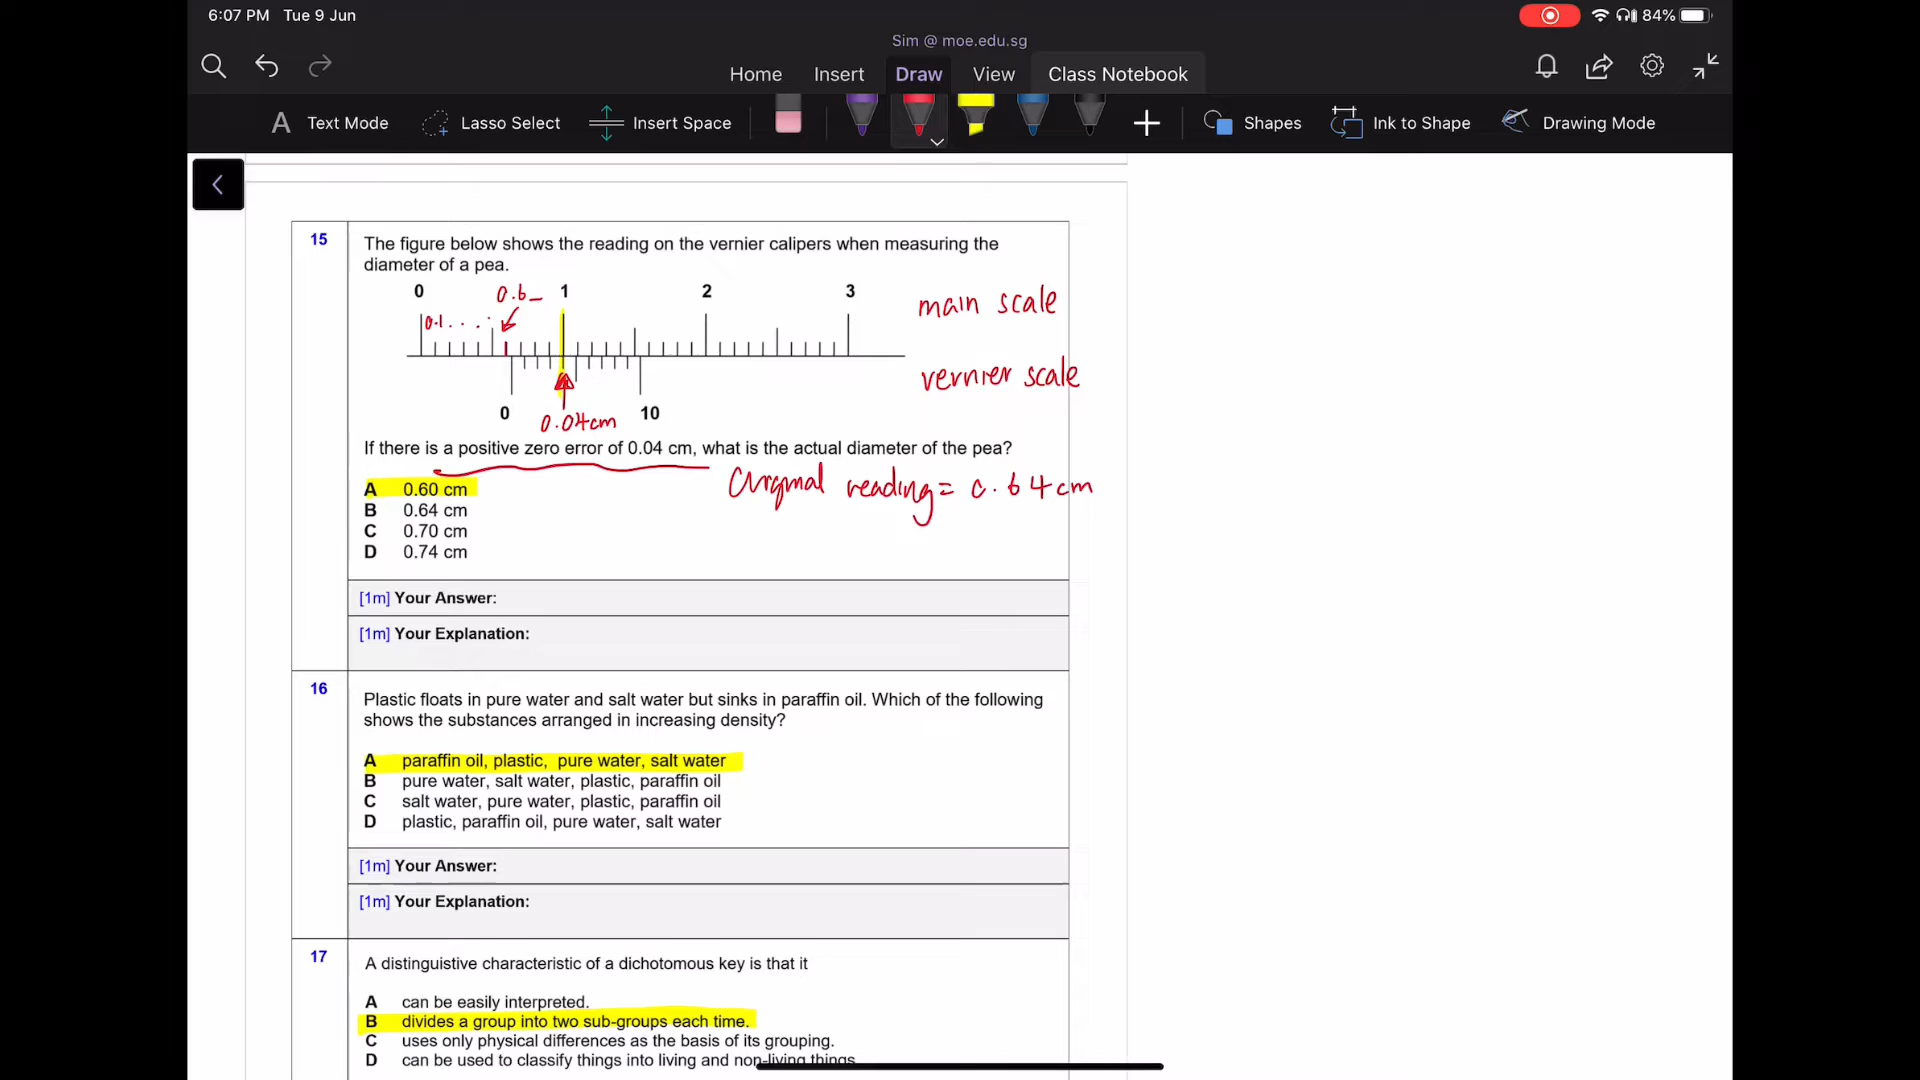 6:07 PM Tue 9 Jun
84%
Sim @ moe.edu.sg
Home Insert Draw View Class Notebook
A Text Mode Lasso Select Insert Space Shapes Ink to Shape Drawing Mode
15
The figure below shows the reading on the vernier calipers when measuring the
diameter of a pea.
0 0.6_ 1 2 3
main scale
0.1 . . . .
vernier scale
0 10
0.04cm
If there is a positive zero error of 0.04 cm, what is the actual diameter of the pea?
A 0.60 cm
reading = 0.64cm
B 0.64 cm
C 0.70 cm
D 0.74 cm
[1m] Your Answer:
[1m] Your Explanation:
16
Plastic floats in pure water and salt water but sinks in paraffin oil. Which of the following
shows the substances arranged in increasing density?
A paraffin oil, plastic, pure water, salt water
B pure water, salt water, plastic, paraffin oil
C salt water, pure water, plastic, paraffin oil
D plastic, paraffin oil, pure water, salt water
[1m] Your Answer:
[1m] Your Explanation:
17
A distinguistive characteristic of a dichotomous key is that it
A can be easily interpreted.
B divides a group into two sub-groups each time.
C uses only physical differences as the basis of its grouping.
D can be used to classify things into living and non-living things